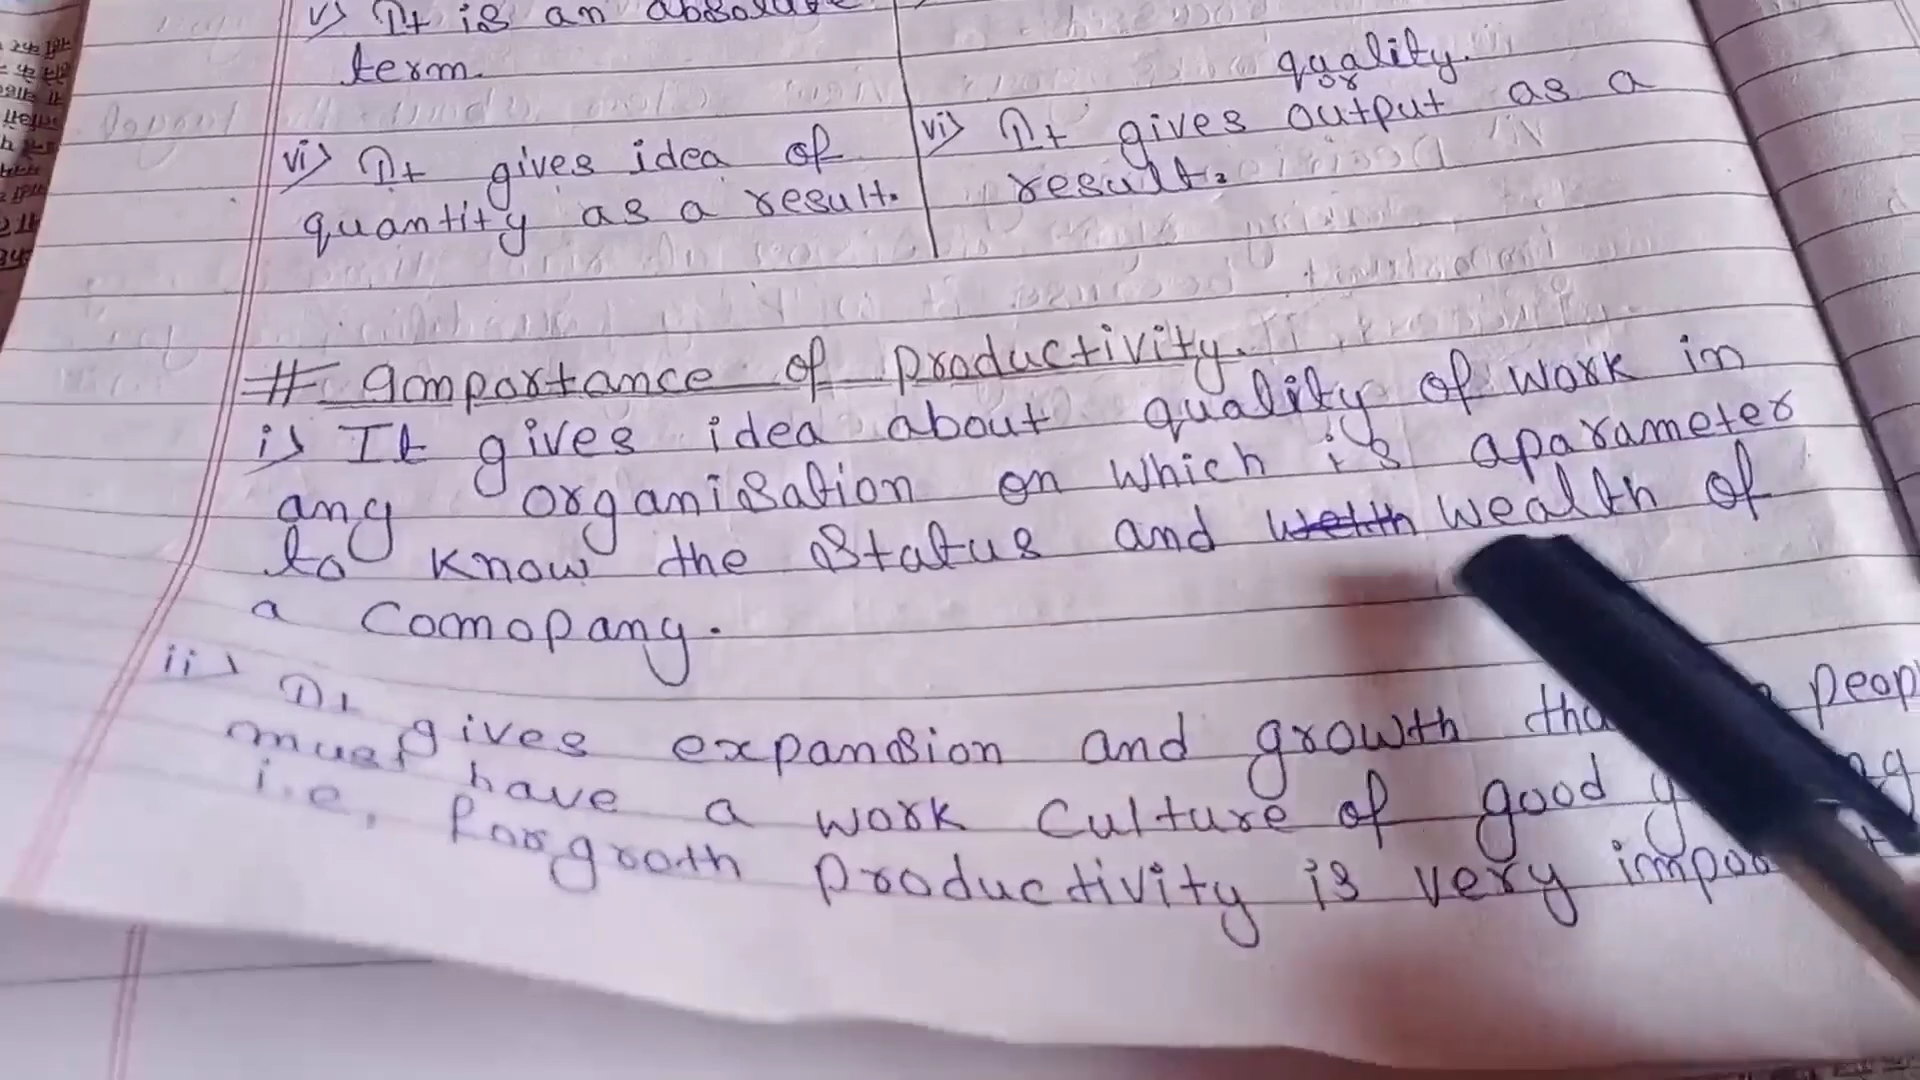 v) It is an absolute
term.
vi) It gives idea of
quantity as a result.
quality.
or
vi) It gives output as a
result.
# Gomportance of productivity.
i) It gives idea about quality of work in
any organisation on which is aparameter
to know the status and wealth of
a Comopany.
ii) It gives expansion and growth
must have a work culture of good
i.e, for groth productivity is very